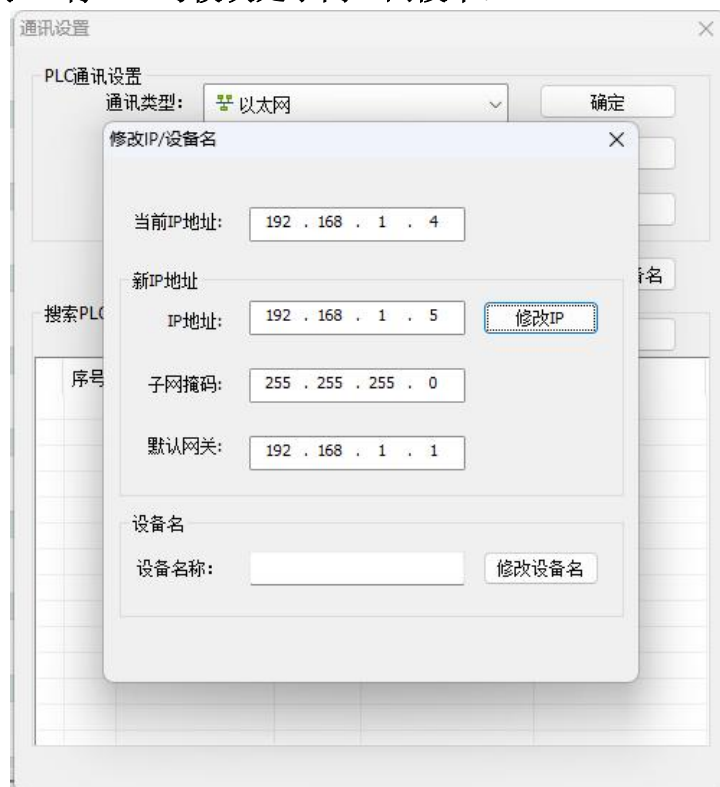 通讯设置
PLC通讯设置
通讯类型: 以太网 确定
修改IP/设备名
当前IP地址: 192 . 168 . 1 . 4
新IP地址
IP地址: 192 . 168 . 1 . 5 修改IP
搜索PLC
序号
子网掩码: 255 . 255 . 255 . 0
默认网关: 192 . 168 . 1 . 1
设备名
设备名称: 修改设备名